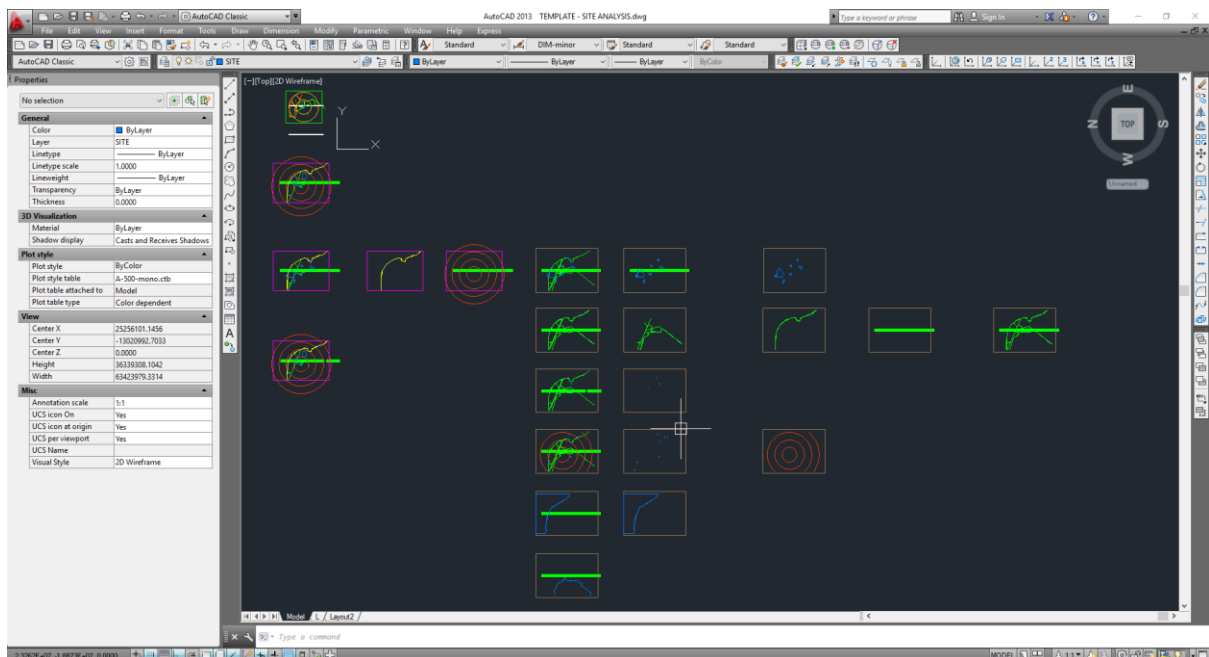 AutoCAD Classic
AutoCAD 2013 TEMPLATE - SITE ANALYSIS.dwg
Type a keyword or phrase
Sign In
File Edit View Insert Format Tools Draw Dimension Modify Parametric Window Help Express
Standard DIM-minor Standard Standard
AutoCAD Classic SITE ByLayer ByLayer ByLayer ByColor
Properties
[-][Top][2D Wireframe]
No selection
General
Color ByLayer
Layer SITE
Linetype ByLayer
Linetype scale 1.0000
Lineweight ByLayer
Transparency ByLayer
Thickness 0.0000
3D Visualization
Material ByLayer
Shadow display Casts and Receives Shadows
Plot style
Plot style ByColor
Plot style table A-500-mono.ctb
Plot table attached to Model
Plot table type Color dependent
View
Center X 25256101.1456
Center Y -13020992.7033
Center Z 0.0000
Height 36339308.1042
Width 63423979.3314
Misc
Annotation scale 1:1
UCS icon On Yes
UCS icon at origin Yes
UCS per viewport Yes
UCS Name
Visual Style 2D Wireframe
Y
X
E
N TOP S
W
Unnamed
Model L Layout2
Type a command
MODEL